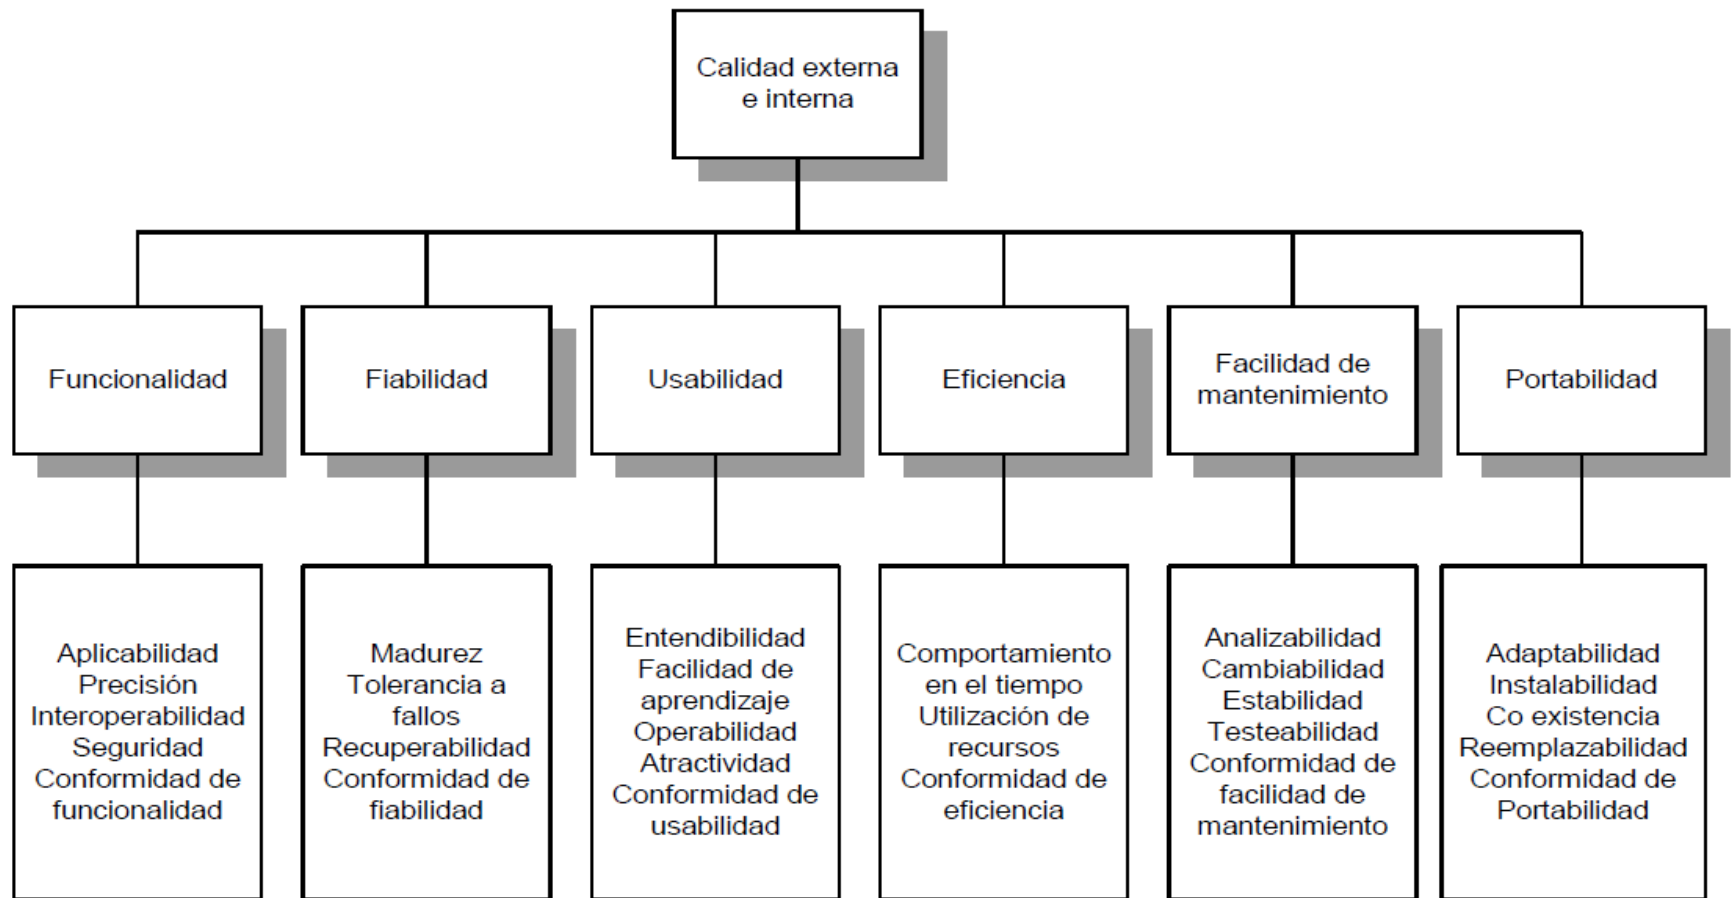 Calidad externa
e interna
Funcionalidad
Fiabilidad
Usabilidad
Eficiencia
Facilidad de
mantenimiento
Portabilidad
Aplicabilidad
Precisión
Interoperabilidad
Seguridad
Conformidad de
funcionalidad
Madurez
Tolerancia a
fallos
Recuperabilidad
Conformidad de
fiabilidad
Entendibilidad
Facilidad de
aprendizaje
Operabilidad
Atractividad
Conformidad de
usabilidad
Comportamiento
en el tiempo
Utilización de
recursos
Conformidad de
eficiencia
Analizabilidad
Cambiabilidad
Estabilidad
Testeabilidad
Conformidad de
facilidad de
mantenimiento
Adaptabilidad
Instalabilidad
Co existencia
Reemplazabilidad
Conformidad de
Portabilidad